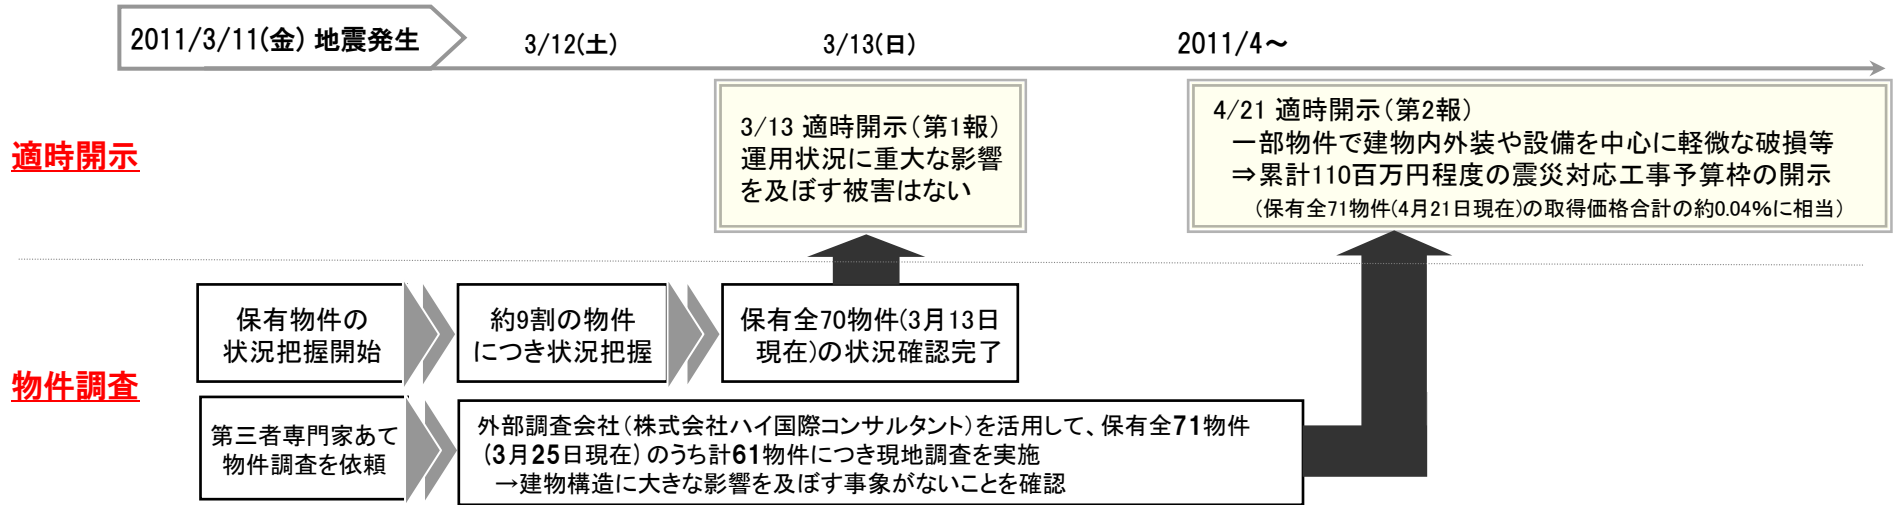 2011/3/11(金) 地震発生
3/12(土)
3/13(日)
2011/4～
適時開示
3/13 適時開示(第1報)
運用状況に重大な影響
を及ぼす被害はない
4/21 適時開示(第2報)
一部物件で建物内外装や設備を中心に軽微な破損等
⇒累計110百万円程度の震災対応工事予算枠の開示
(保有全71物件(4月21日現在)の取得価格合計の約0.04%に相当)
物件調査
保有物件の
状況把握開始
約9割の物件
につき状況把握
保有全70物件(3月13日
現在)の状況確認完了
第三者専門家あて
物件調査を依頼
外部調査会社(株式会社ハイ国際コンサルタント)を活用して、保有全71物件
(3月25日現在)のうち計61物件につき現地調査を実施
→建物構造に大きな影響を及ぼす事象がないことを確認